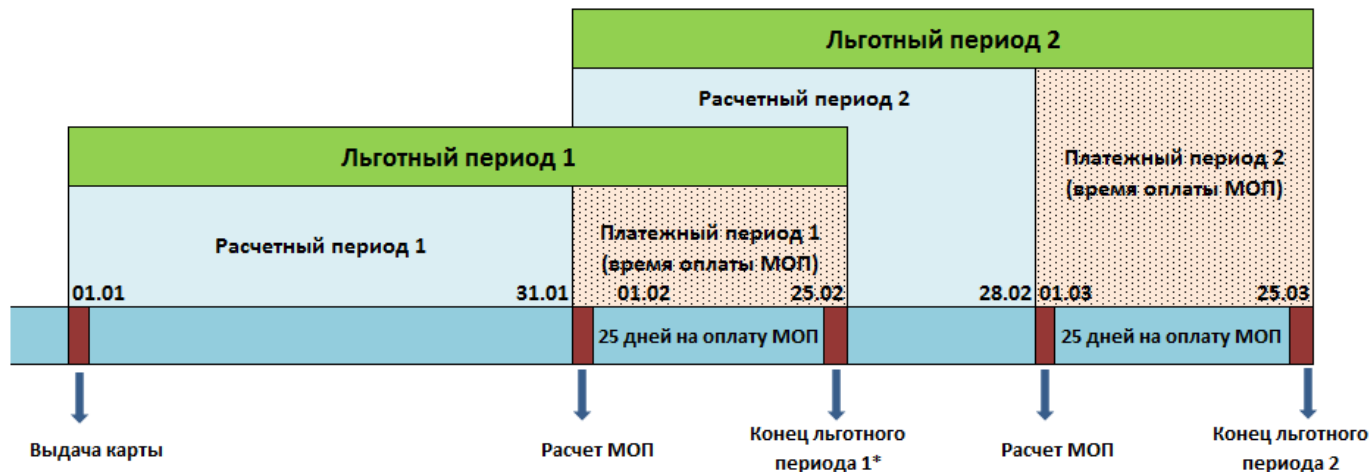 Льготный период 2
Расчетный период 2
Платежный период 2
(время оплаты МОП)
Льготный период 1
Расчетный период 1
Платежный период 1
(время оплаты МОП)
01.01
31.01
01.02
25.02
28.02
01.03
25.03
25 дней на оплату МОП
25 дней на оплату МОП
Выдача карты
Расчет МОП
Конец льготного
периода 1*
Расчет МОП
Конец льготного
периода 2